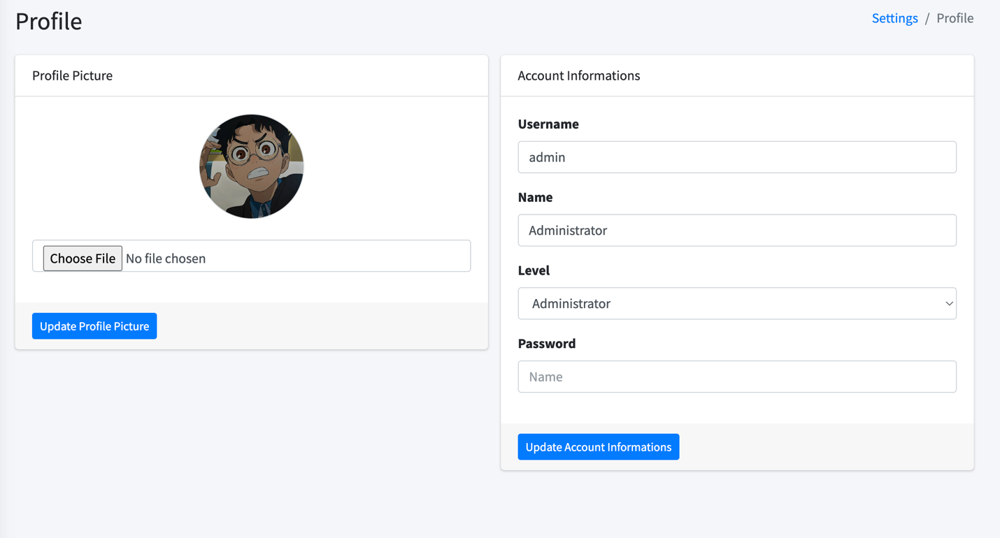 Profile
Settings / Profile
Profile Picture
Choose File No file chosen
Update Profile Picture
Account Informations
Username
admin
Name
Administrator
Level
Administrator
Password
Name
Update Account Informations